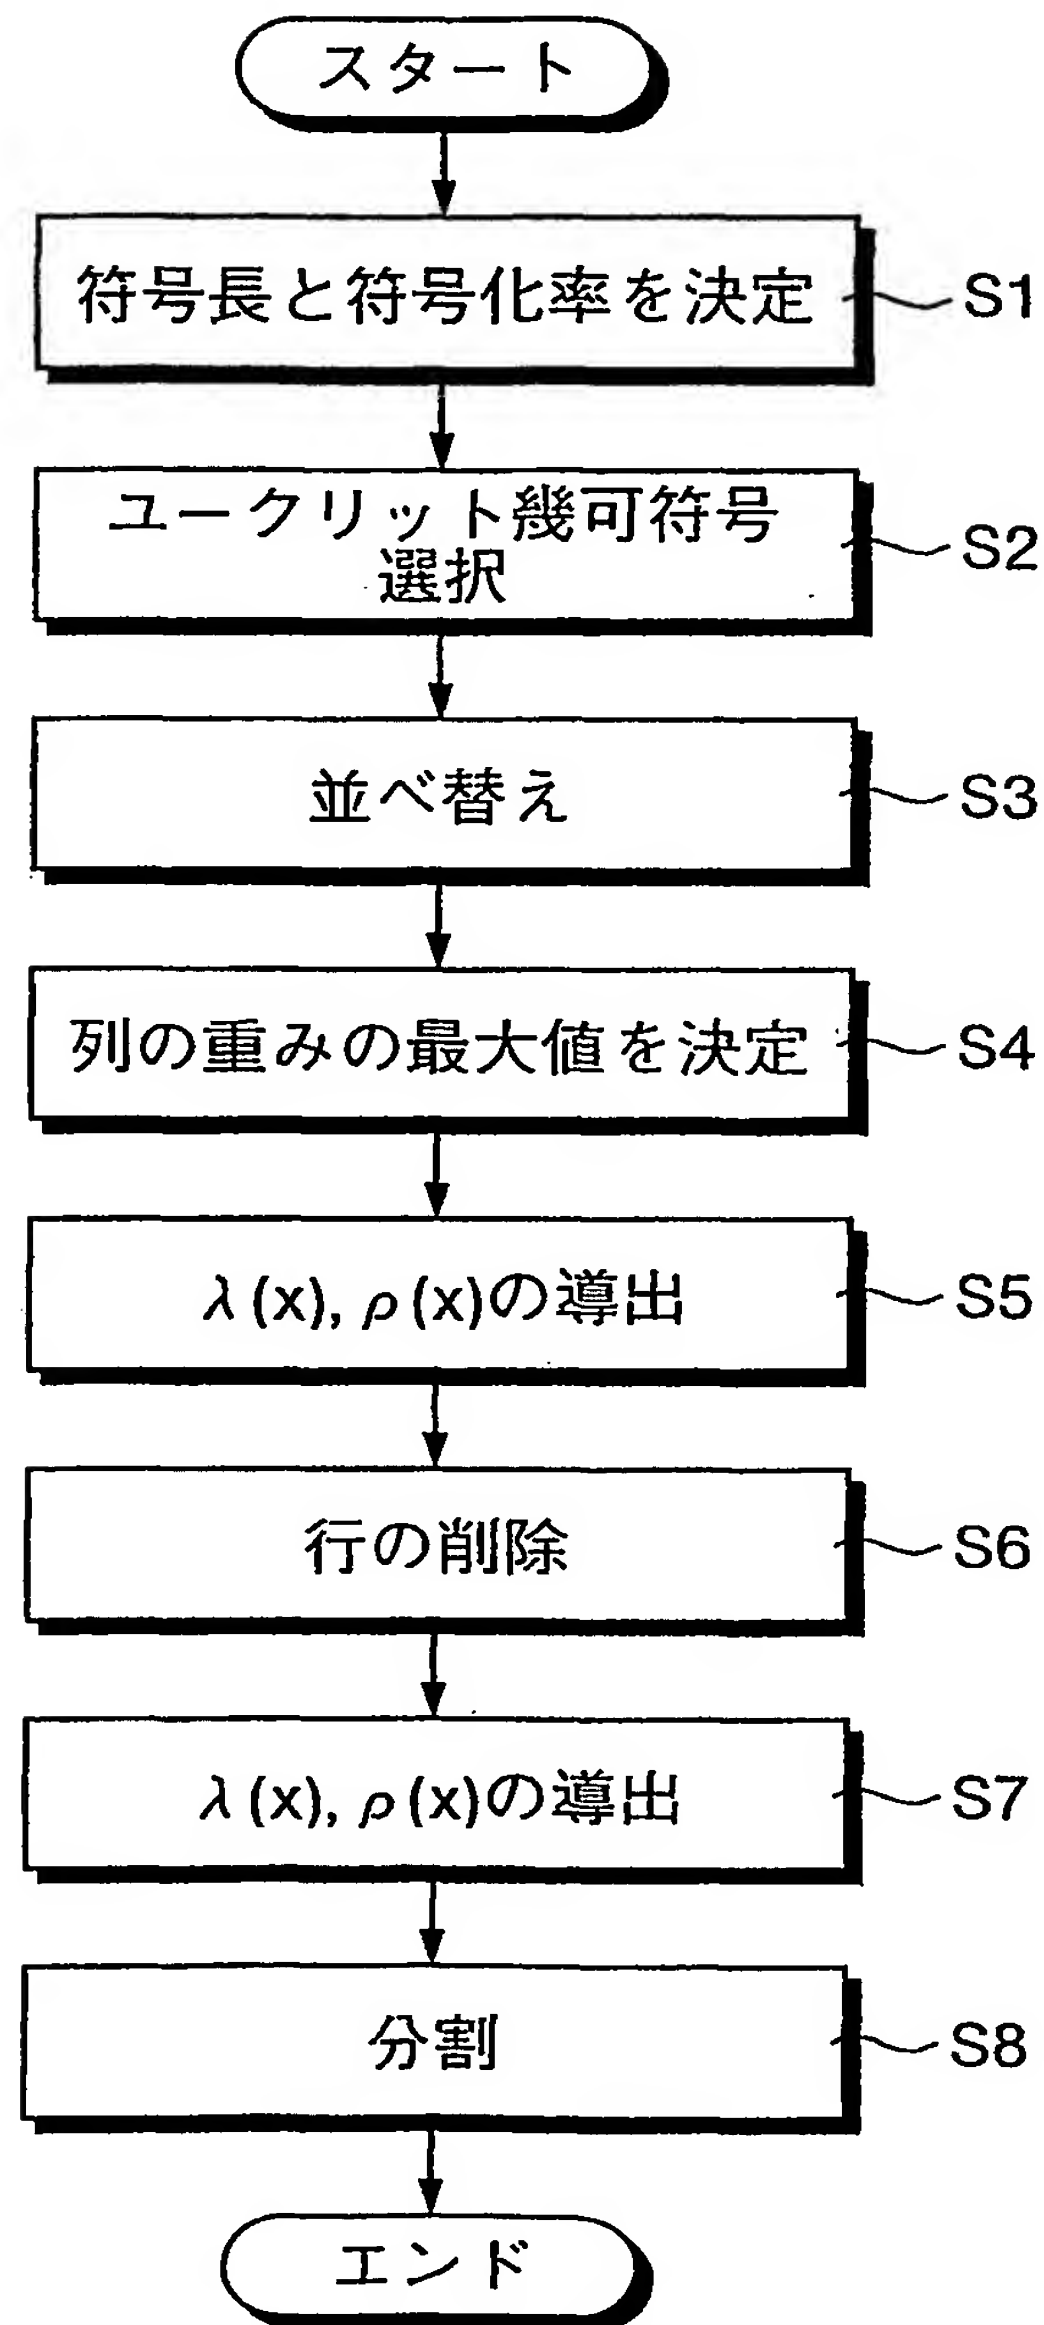 スタート
符号長と符号化率を決定
S1
ユークリット幾可符号
選択
S2
並べ替え
S3
列の重みの最大値を決定
S4
λ(x), ρ(x)の導出
S5
行の削除
S6
λ(x), ρ(x)の導出
S7
分割
S8
エンド